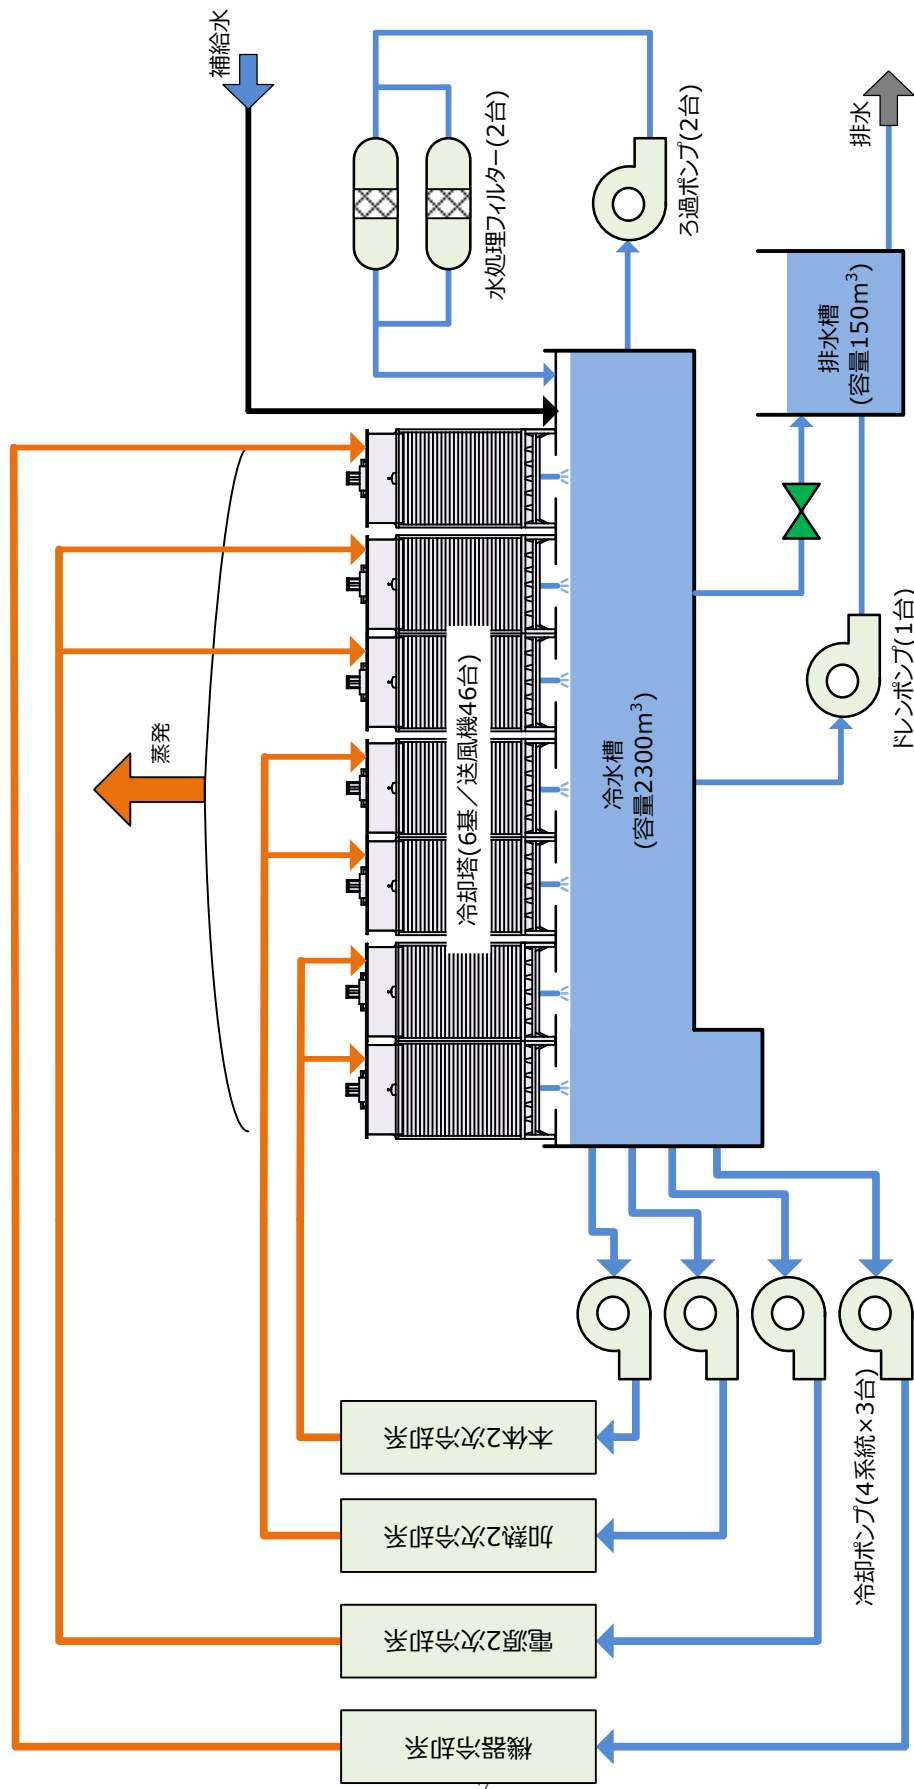 補給水
水処理フィルター(2台)
ろ過ポンプ(2台)
排水
排水槽
(容量150m³)
蒸発
冷却塔(6基／送風機46台)
冷水槽
(容量2300m³)
ドレンポンプ(1台)
本体2次冷却系
加熱2次冷却系
電源2次冷却系
機器冷却系
冷却ポンプ(4系統×3台)